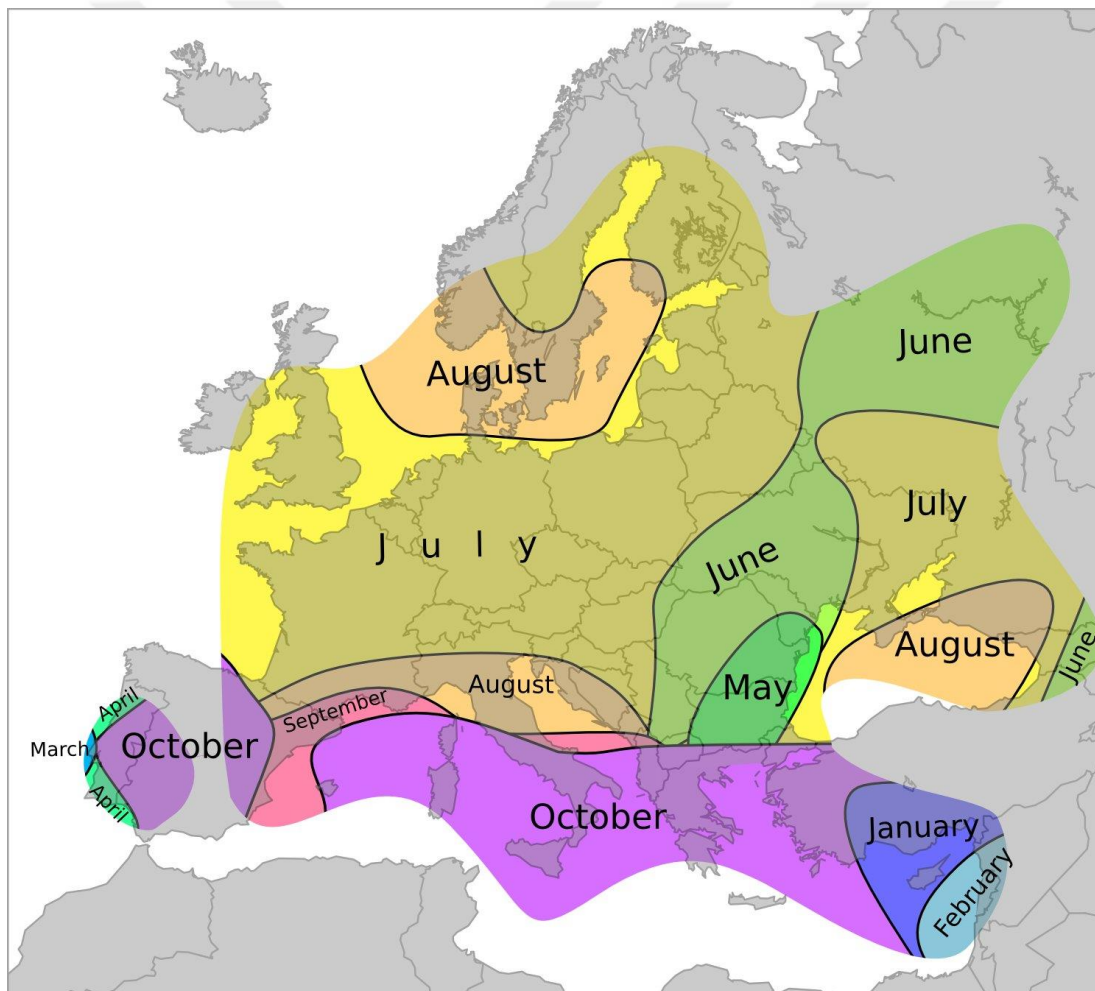 June
August
July
J u l y
June
August
June
August
May
September
April
March
October
April
October
January
February